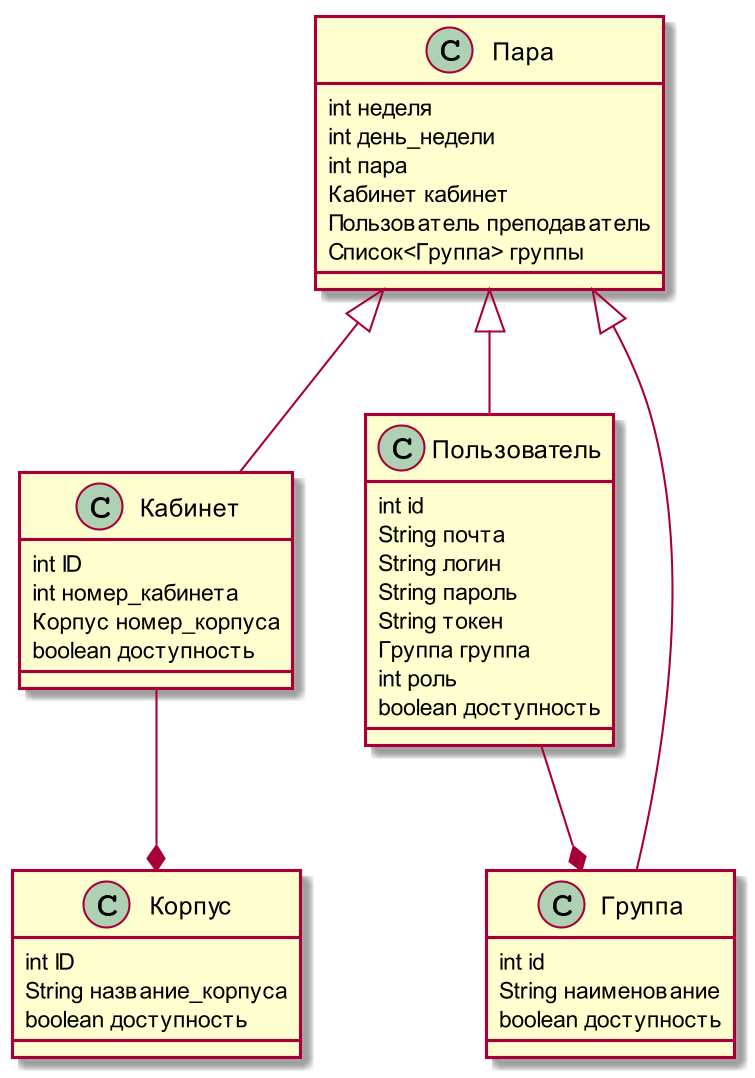 C Пара
int неделя
int день_недели
int пара
Кабинет кабинет
Пользователь преподаватель
Список<Группа> группы
C Пользователь
int id
String почта
String логин
String пароль
String токен
Группа группа
int роль
boolean доступность
C Кабинет
int ID
int номер_кабинета
Корпус номер_корпуса
boolean доступность
C Корпус
int ID
String название_корпуса
boolean доступность
C Группа
int id
String наименование
boolean доступность